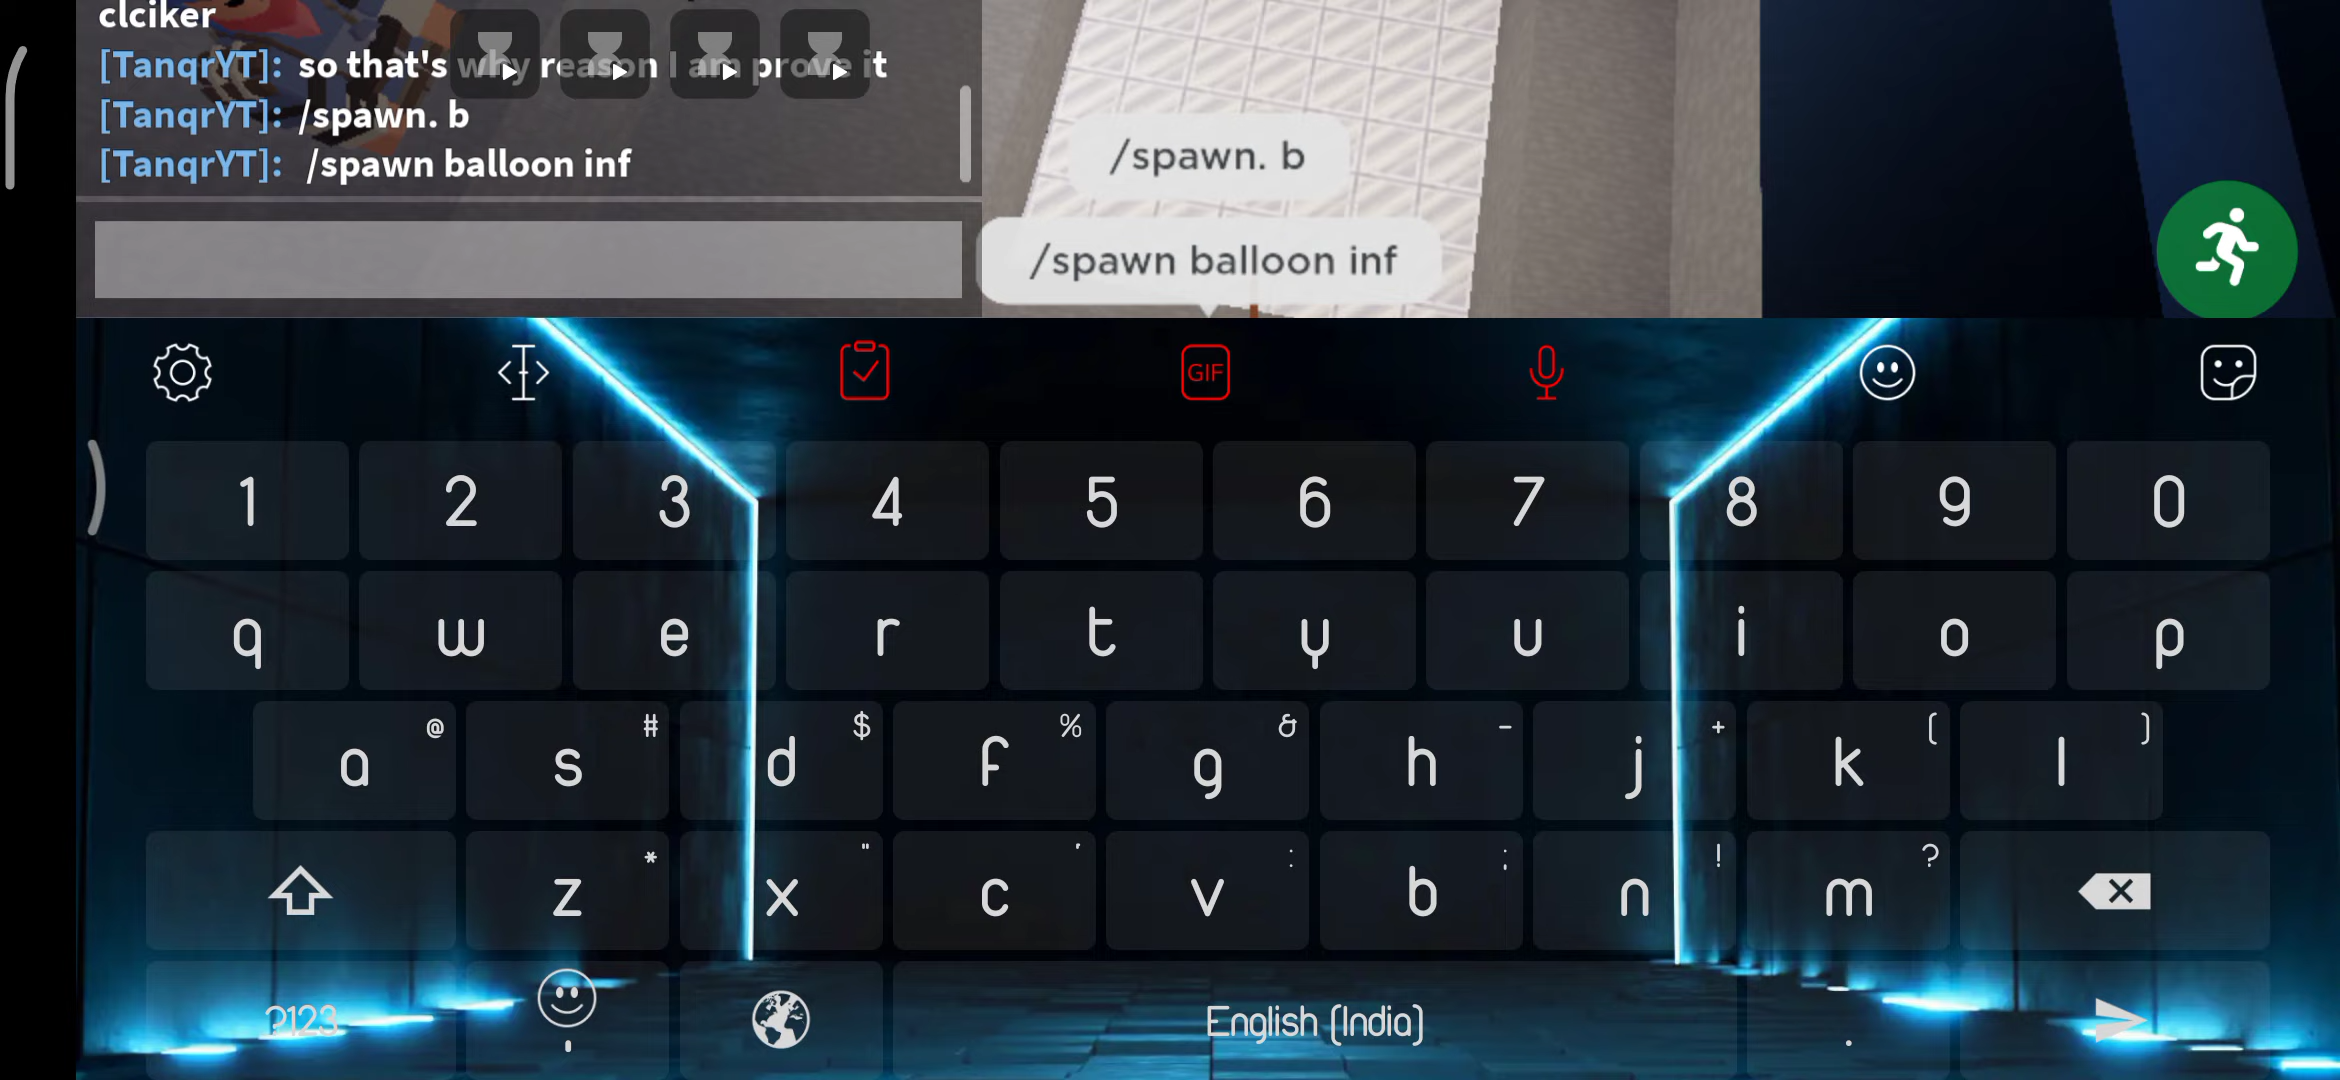 clciker
[TanqrYT]: so that's why reason I am prove it
[TanqrYT]: /spawn. b
[TanqrYT]: /spawn balloon inf
/spawn. b
/spawn balloon inf
GIF
1 2 3 4 5 6 7 8 9 0
q w e r t y u i o p
@ # $ % & - + ( )
a s d f g h j k l
* " ' : ; ! ?
z x c v b n m
?123 , English (India) .